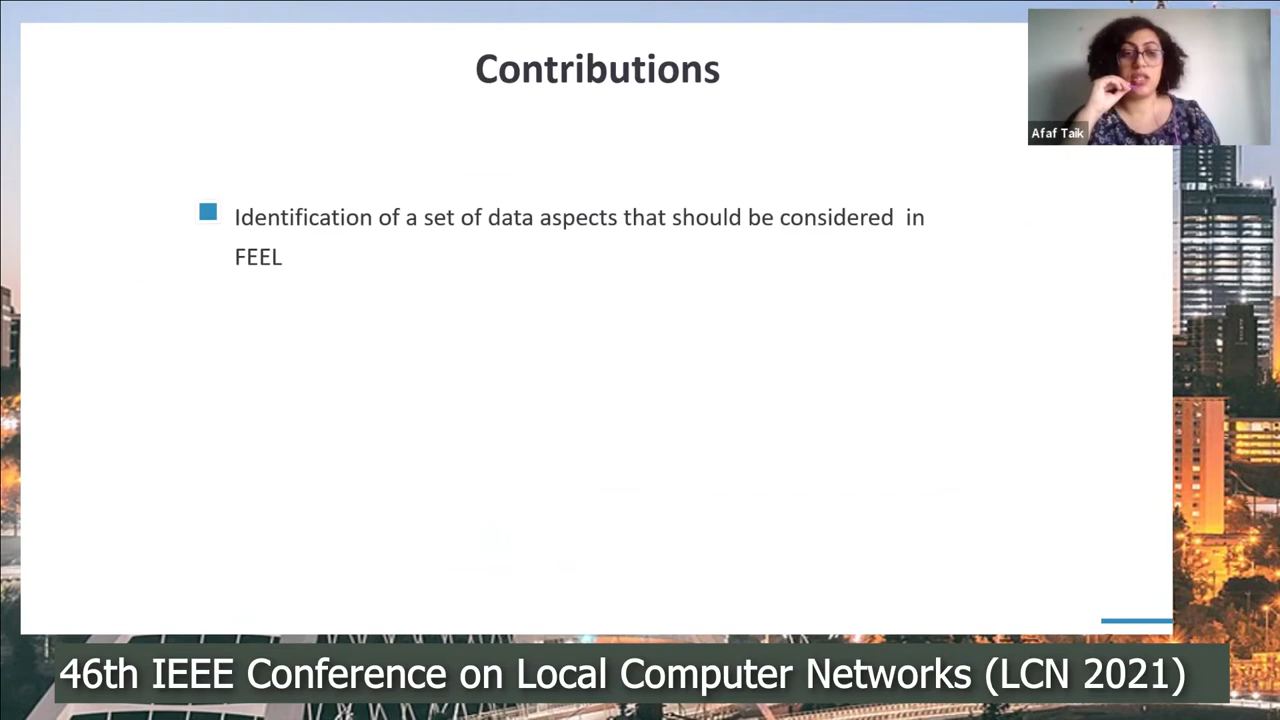 Contributions
Afaf Taik
Identification of a set of data aspects that should be considered in
FEEL
46th IEEE Conference on Local Computer Networks (LCN 2021)